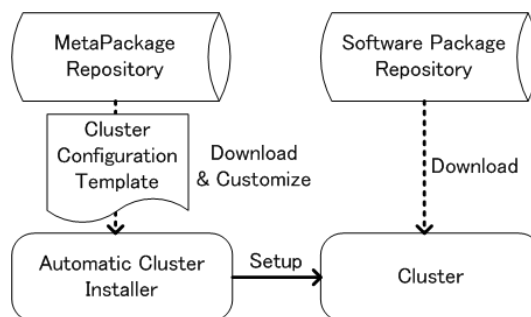 MetaPackage
Repository
Software Package
Repository
Cluster
Configuration
Template
Download
& Customize
Download
Automatic Cluster
Installer
Setup
Cluster